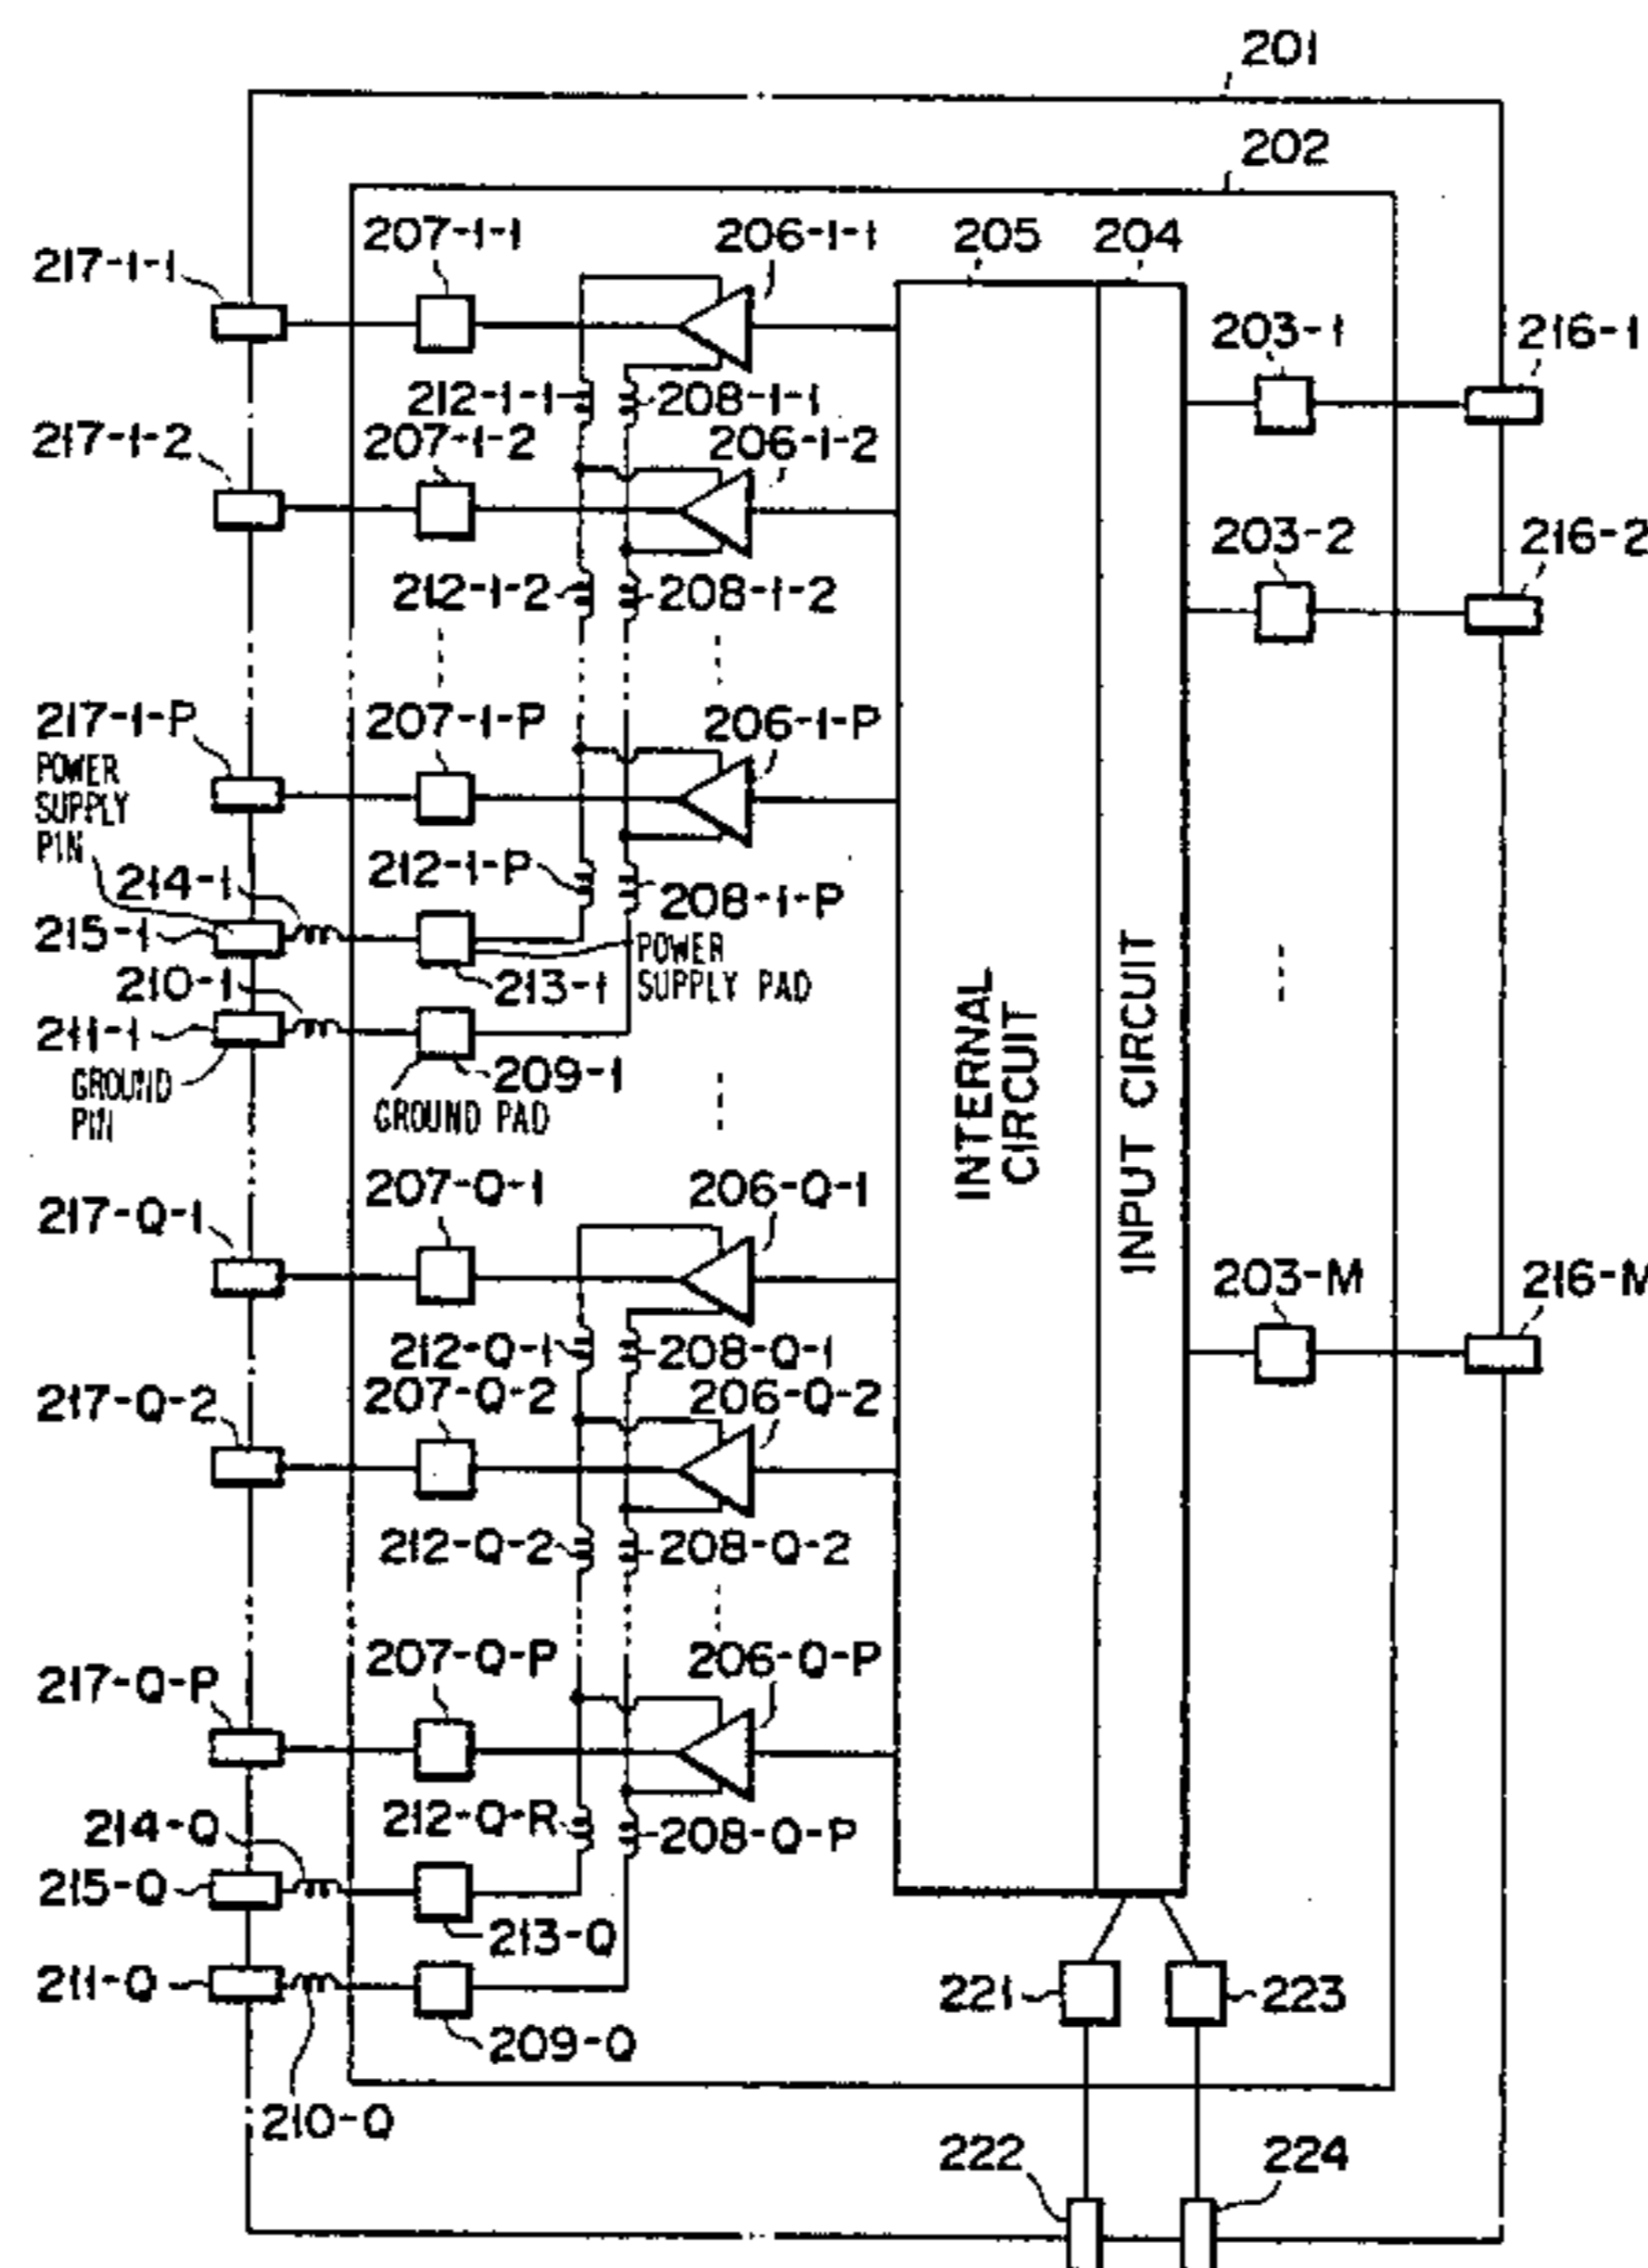 201
202
207-1-1
206-1-1
205
204
217-1-1
203-1
216-1
212-1-1
208-1-1
217-1-2
207-1-2
206-1-2
203-2
216-2
212-1-2
208-1-2
217-1-P
207-1-P
206-1-P
POWER
SUPPLY
PIN
212-1-P
208-1-P
214-1
215-1
POWER
SUPPLY PAD
213-1
210-1
211-1
209-1
GROUND
PIN
GROUND PAD
INTERNAL
CIRCUIT
INPUT CIRCUIT
207-Q-1
206-Q-1
217-Q-1
203-M
216-M
212-Q-1
208-Q-1
217-Q-2
207-Q-2
206-Q-2
212-Q-2
208-Q-2
217-Q-P
207-Q-P
206-Q-P
212-Q-R
208-Q-P
214-Q
215-Q
213-Q
211-Q
221
223
209-Q
210-Q
222
224